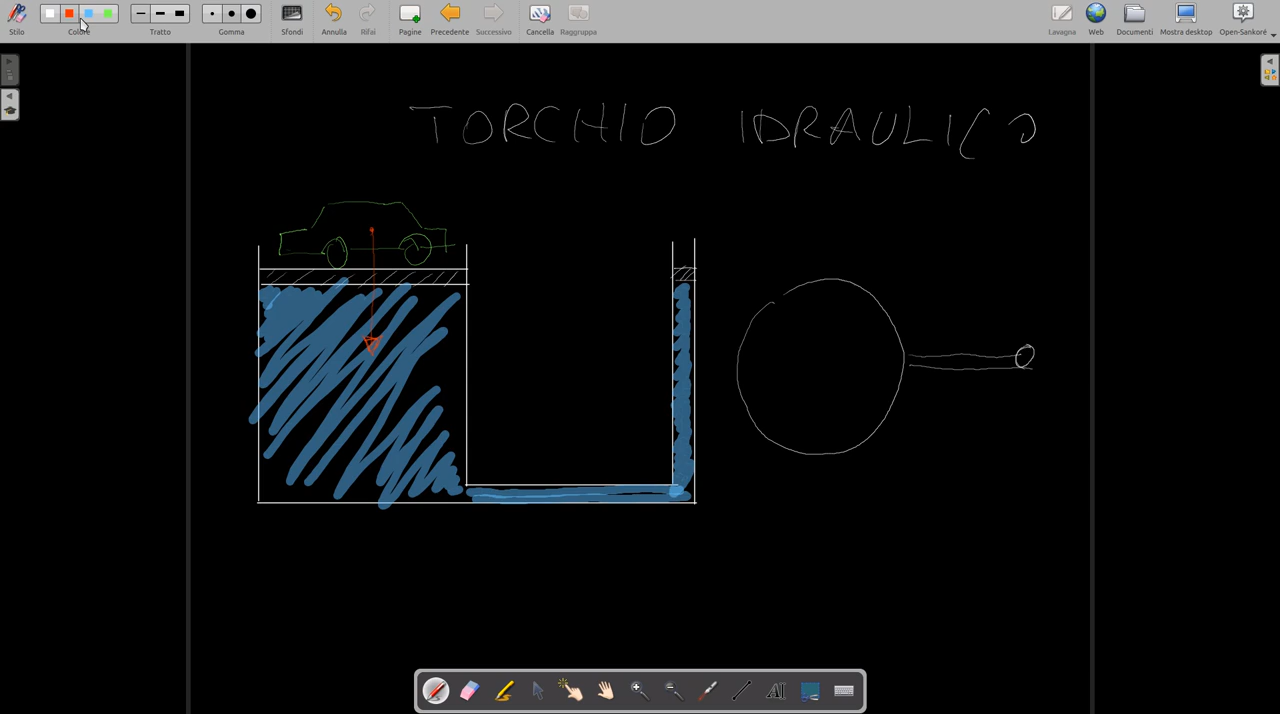 Stilo Colore Tratto Gomma Sfondi Annulla Rifai Pagine Precedente Successivo Cancella Raggruppa Lavagna Web Documenti Mostra desktop Open-Sankoré
TORCHIO IDRAULICO
AI